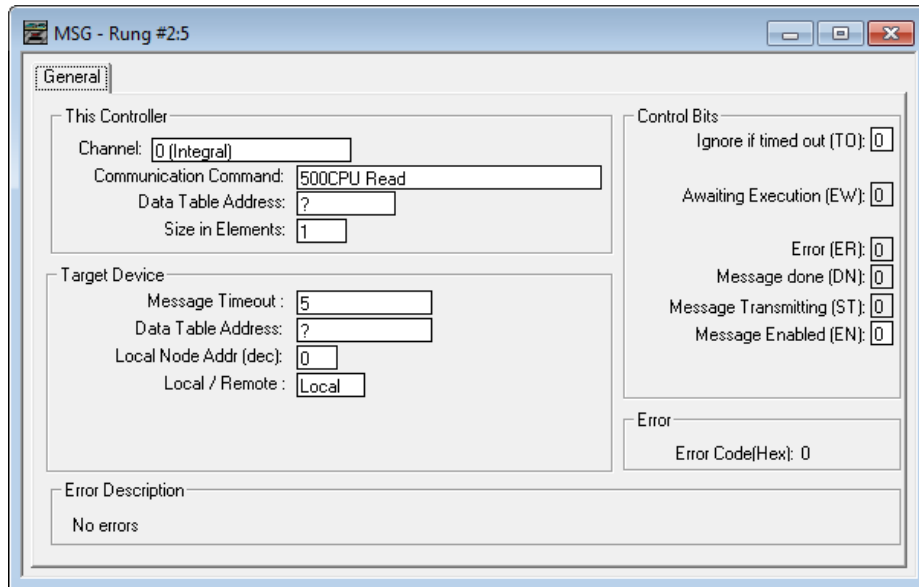 MSG - Rung #2:5
General
This Controller
Channel: 0 (Integral)
Communication Command: 500CPU Read
Data Table Address: ?
Size in Elements: 1
Target Device
Message Timeout : 5
Data Table Address: ?
Local Node Addr (dec): 0
Local / Remote : Local
Control Bits
Ignore if timed out (TO): 0
Awaiting Execution (EW): 0
Error (ER): 0
Message done (DN): 0
Message Transmitting (ST): 0
Message Enabled (EN): 0
Error
Error Code(Hex): 0
Error Description
No errors